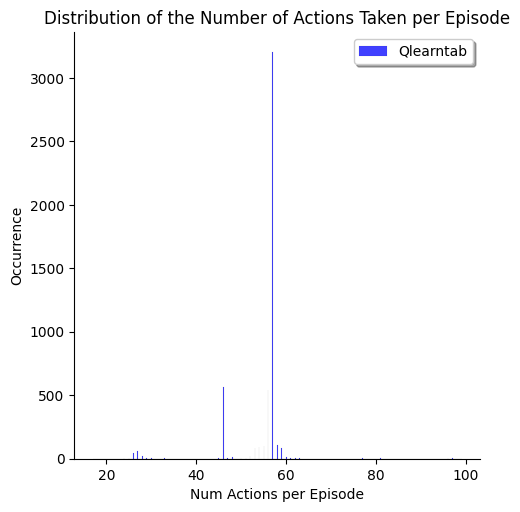 Distribution of the Number of Actions Taken per Episode
Qlearntab
3000
2500
2000
1500
1000
500
0
Occurrence
20 40 60 80 100
Num Actions per Episode